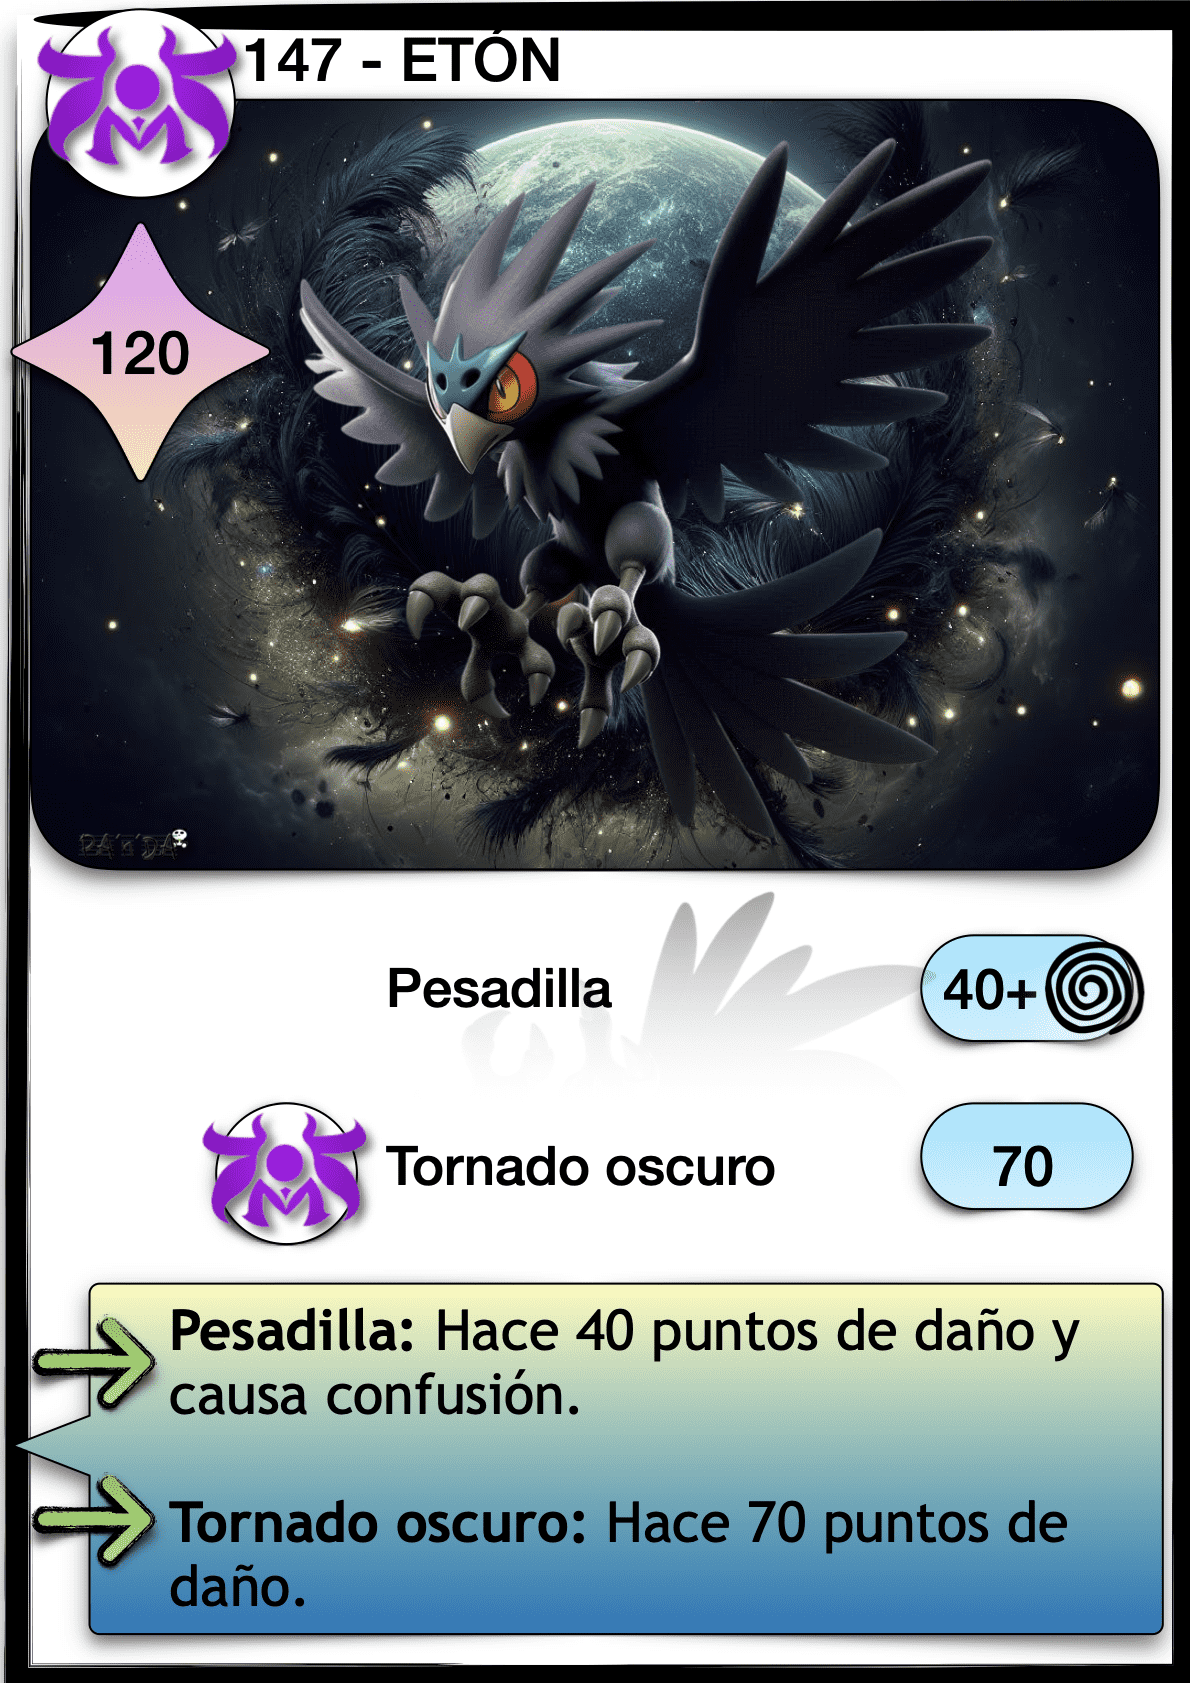 147 - ETÓN
120
Pesadilla
40+
Tornado oscuro
70
Pesadilla: Hace 40 puntos de daño y
causa confusión.
Tornado oscuro: Hace 70 puntos de
daño.